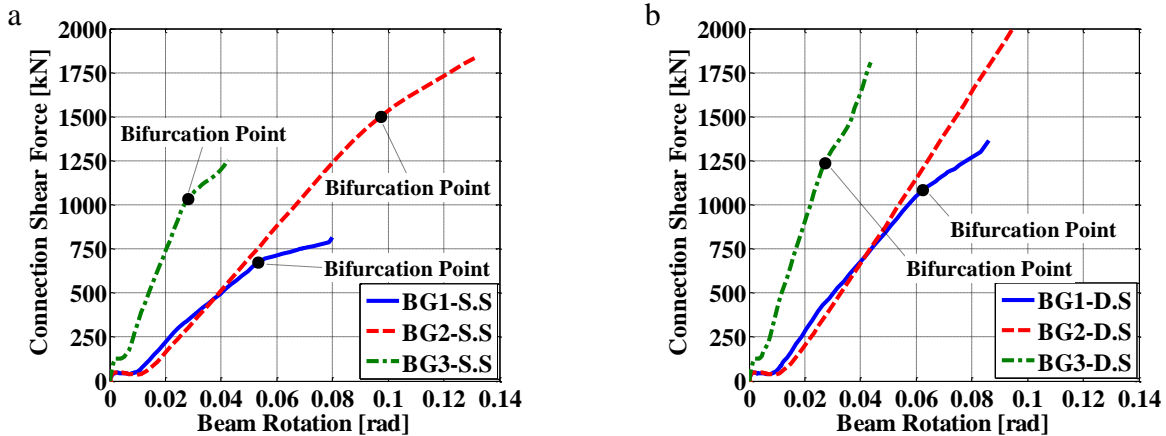 a
2000
1750
1500
1250
1000
750
500
250
0
Connection Shear Force [kN]
Bifurcation Point
Bifurcation Point
Bifurcation Point
BG1-S.S
BG2-S.S
BG3-S.S
0 0.02 0.04 0.06 0.08 0.1 0.12 0.14
Beam Rotation [rad]
b
2000
1750
1500
1250
1000
750
500
250
0
Connection Shear Force [kN]
Bifurcation Point
Bifurcation Point
BG1-D.S
BG2-D.S
BG3-D.S
0 0.02 0.04 0.06 0.08 0.1 0.12 0.14
Beam Rotation [rad]